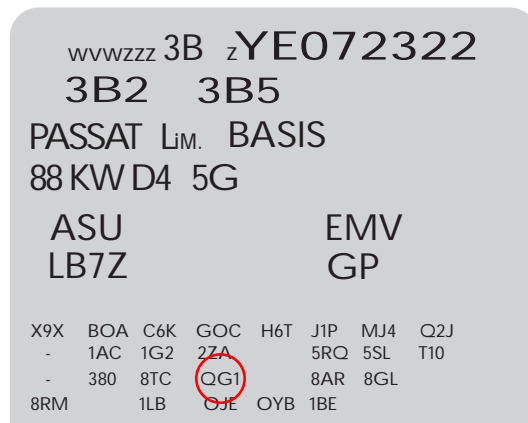 WVWZZZ 3B ZYE072322
3B2 3B5
PASSAT LiM. BASIS
88 KW D4 5G
ASU EMV
LB7Z GP
X9X BOA C6K GOC H6T J1P MJ4 Q2J
- 1AC 1G2 2ZA 5RQ 5SL T10
- 380 8TC QG1 8AR 8GL
8RM 1LB OJE OYB 1BE